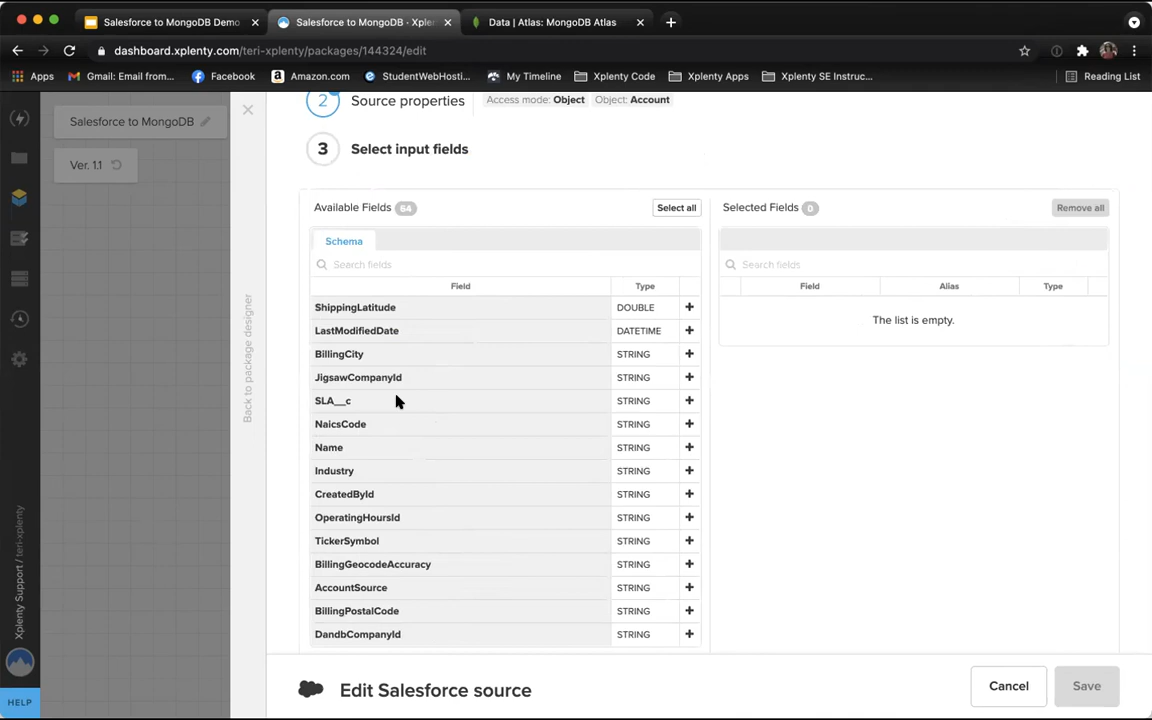 Salesforce to MongoDB Demo
Salesforce to MongoDB · Xplen
Data | Atlas: MongoDB Atlas
dashboard.xplenty.com/teri-xplenty/packages/144324/edit
Apps
Gmail: Email from...
Facebook
Amazon.com
StudentWebHosti...
My Timeline
Xplenty Code
Xplenty Apps
Xplenty SE Instruc...
Reading List
Salesforce to MongoDB
Ver. 1.1
Back to package designer
2 Source properties
Access mode: Object Object: Account
3 Select input fields
Available Fields 64
Select all
Schema
Search fields
Field Type
ShippingLatitude DOUBLE
LastModifiedDate DATETIME
BillingCity STRING
JigsawCompanyId STRING
SLA__c STRING
NaicsCode STRING
Name STRING
Industry STRING
CreatedById STRING
OperatingHoursId STRING
TickerSymbol STRING
BillingGeocodeAccuracy STRING
AccountSource STRING
BillingPostalCode STRING
DandbCompanyId STRING
Selected Fields 0
Remove all
Search fields
Field Alias Type
The list is empty.
Xplenty Support / teri-xplenty
HELP
Edit Salesforce source
Cancel
Save